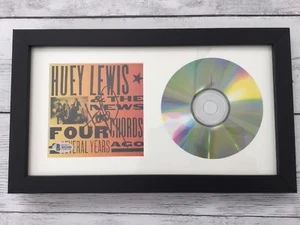 HUEY LEWIS
& THE
NEWS
FOUR CHORDS
& SEVERAL YEARS
AGO